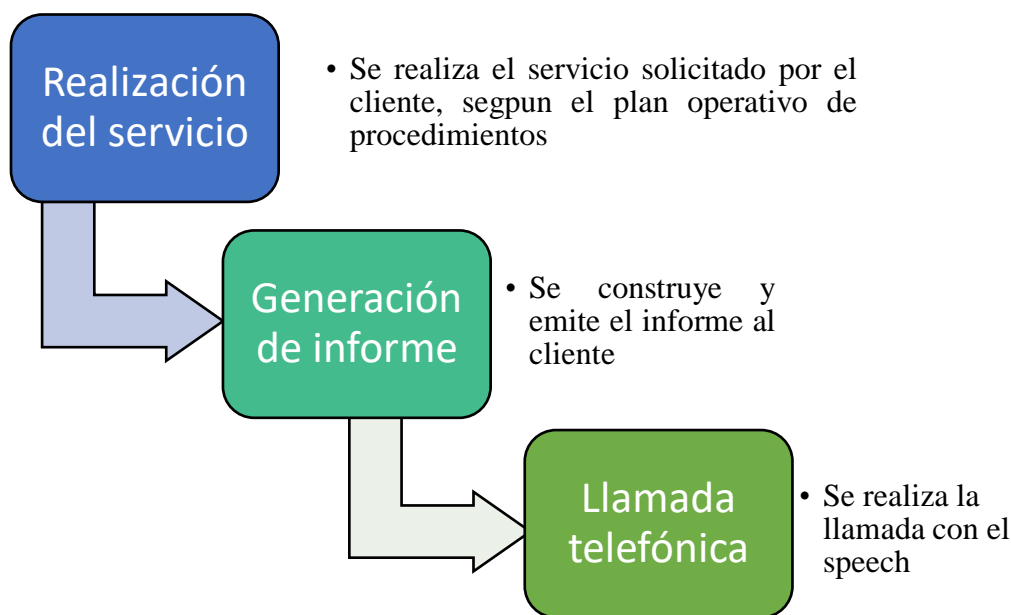 Realización
del servicio
• Se realiza el servicio solicitado por el
cliente, segpun el plan operativo de
procedimientos
Generación
de informe
• Se construye y
emite el informe al
cliente
Llamada
telefónica
• Se realiza la
llamada con el
speech